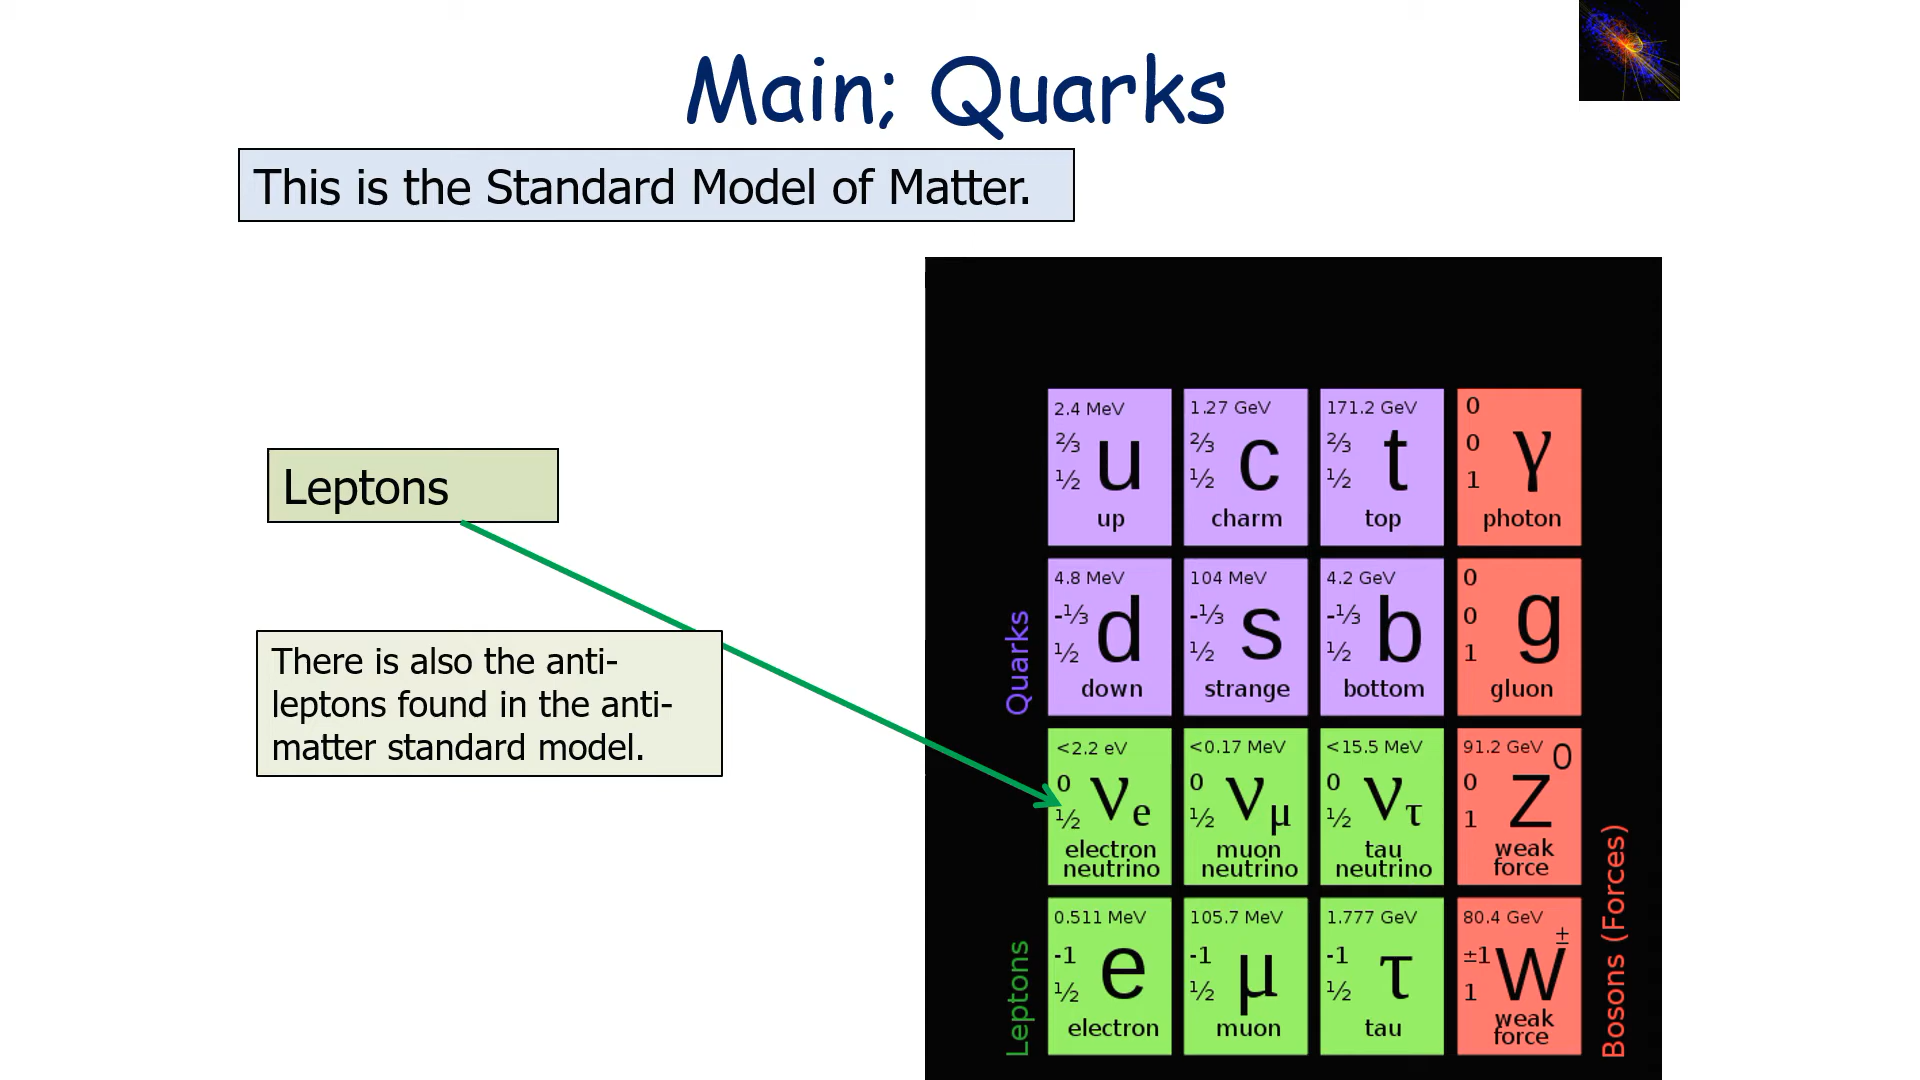 Main; Quarks
This is the Standard Model of Matter.
Leptons
There is also the anti-
leptons found in the anti-
matter standard model.
Quarks
2.4 MeV
⅔
½
u
up
1.27 GeV
⅔
½
c
charm
171.2 GeV
⅔
½
t
top
0
0
1
γ
photon
4.8 MeV
-⅓
½
d
down
104 MeV
-⅓
½
s
strange
4.2 GeV
-⅓
½
b
bottom
0
0
1
g
gluon
Leptons
<2.2 eV
0
½
νe
electron
neutrino
<0.17 MeV
0
½
νμ
muon
neutrino
<15.5 MeV
0
½
ντ
tau
neutrino
91.2 GeV
0
1
Z0
weak
force
0.511 MeV
-1
½
e
electron
105.7 MeV
-1
½
μ
muon
1.777 GeV
-1
½
τ
tau
80.4 GeV
±1
1
W±
weak
force
Bosons (Forces)